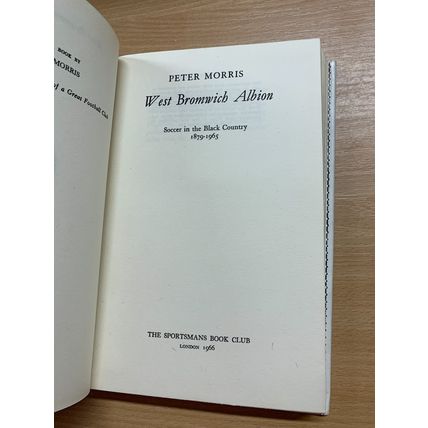 BOOK BY
MORRIS
of a Great Football Club
PETER MORRIS
West Bromwich Albion
Soccer in the Black Country
1879-1965
THE SPORTSMANS BOOK CLUB
LONDON 1966